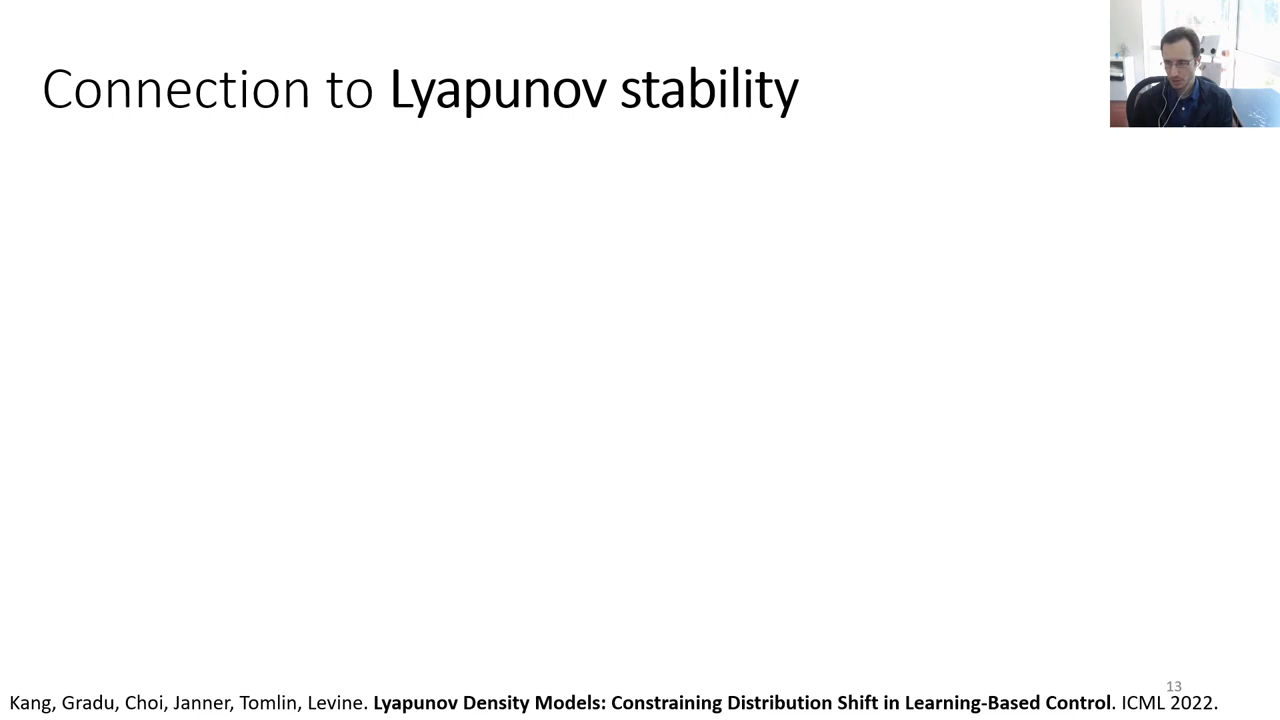 Connection to Lyapunov stability
13
Kang, Gradu, Choi, Janner, Tomlin, Levine. Lyapunov Density Models: Constraining Distribution Shift in Learning-Based Control. ICML 2022.